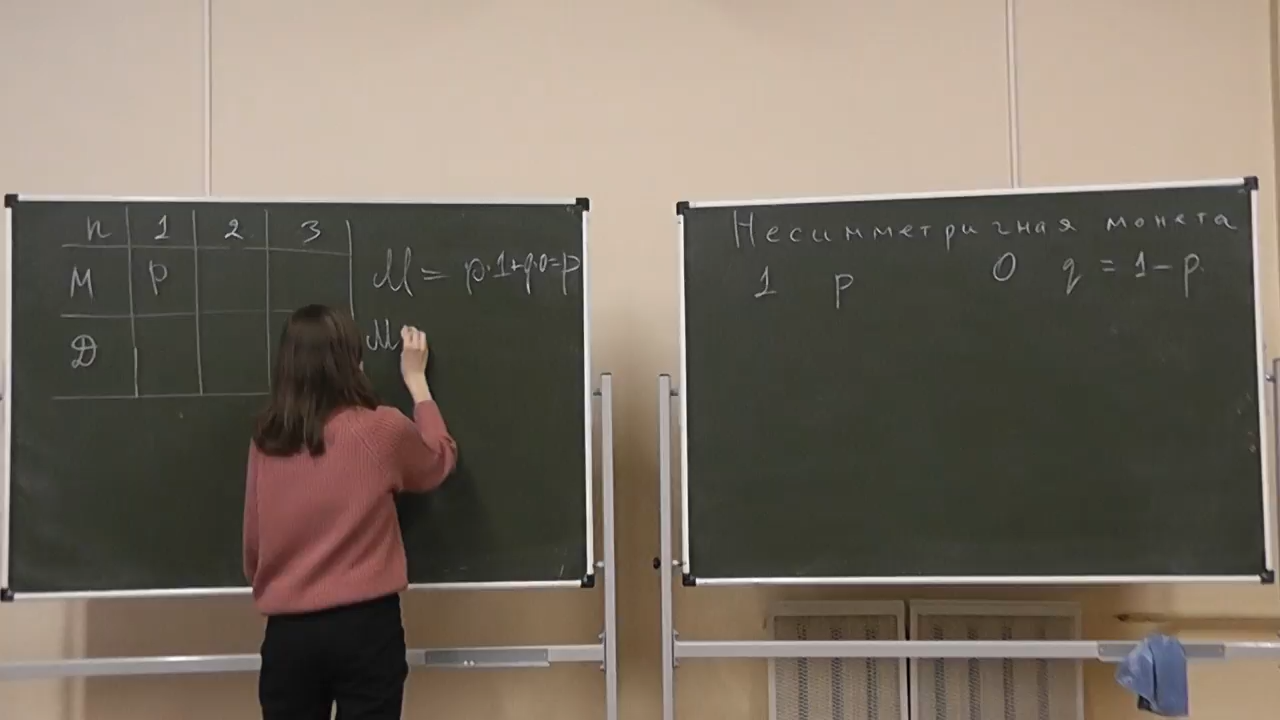 n 1 2 3
M p
D
M = p·1+q·0=p
M
Несимметричная монета
1 p 0 q = 1-p